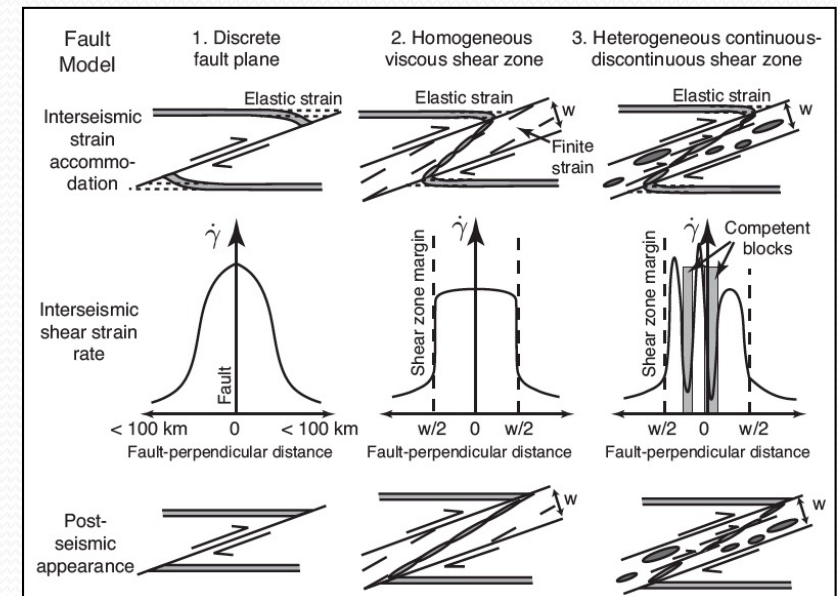 Fault
Model
1. Discrete
fault plane
2. Homogeneous
viscous shear zone
3. Heterogeneous continuous-
discontinuous shear zone
Interseismic
strain
accommo-
dation
Elastic strain
Elastic strain
w
Finite
strain
Elastic strain
w
Interseismic
shear strain
rate
γ̇
Fault
< 100 km 0 < 100 km
Fault-perpendicular distance
γ̇
Shear zone margin
w/2 0 w/2
Fault-perpendicular distance
γ̇
Competent
blocks
Shear zone margin
w/2 0 w/2
Fault-perpendicular distance
Post-
seismic
appearance
w
w